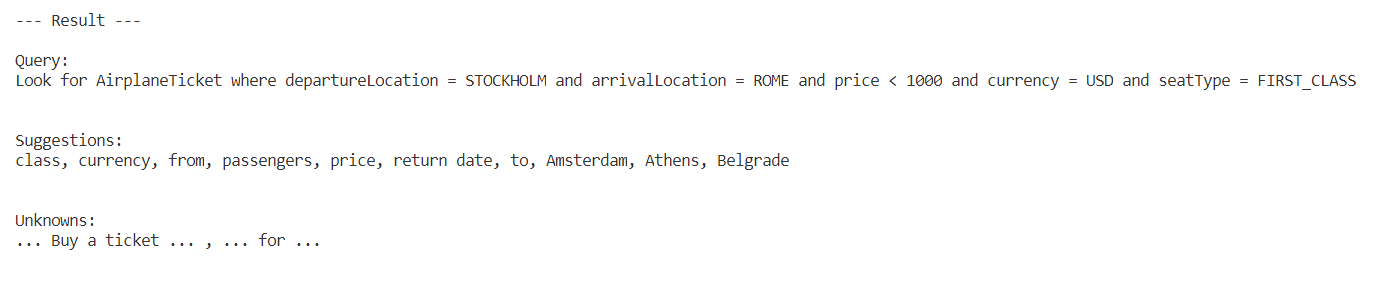 --- Result ---
Query:
Look for AirplaneTicket where departureLocation = STOCKHOLM and arrivalLocation = ROME and price < 1000 and currency = USD and seatType = FIRST_CLASS
Suggestions:
class, currency, from, passengers, price, return date, to, Amsterdam, Athens, Belgrade
Unknowns:
... Buy a ticket ... , ... for ...